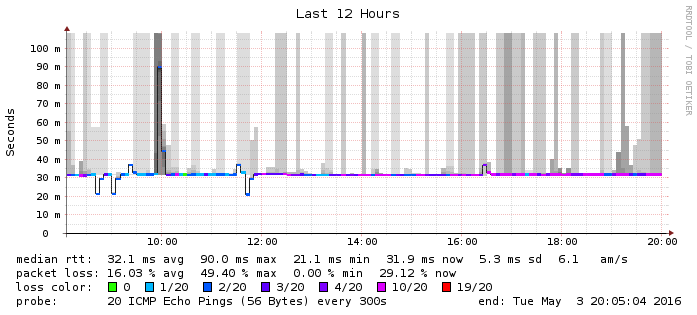 Last 12 Hours
RRDTOOL / TOBI OETIKER
Seconds
100 m
90 m
80 m
70 m
60 m
50 m
40 m
30 m
20 m
10 m
0
10:00 12:00 14:00 16:00 18:00 20:00
median rtt: 32.1 ms avg 90.0 ms max 21.1 ms min 31.9 ms now 5.3 ms sd 6.1 am/s
packet loss: 16.03 % avg 49.40 % max 0.00 % min 29.12 % now
loss color: 0 1/20 2/20 3/20 4/20 10/20 19/20
probe: 20 ICMP Echo Pings (56 Bytes) every 300s end: Tue May 3 20:05:04 2016